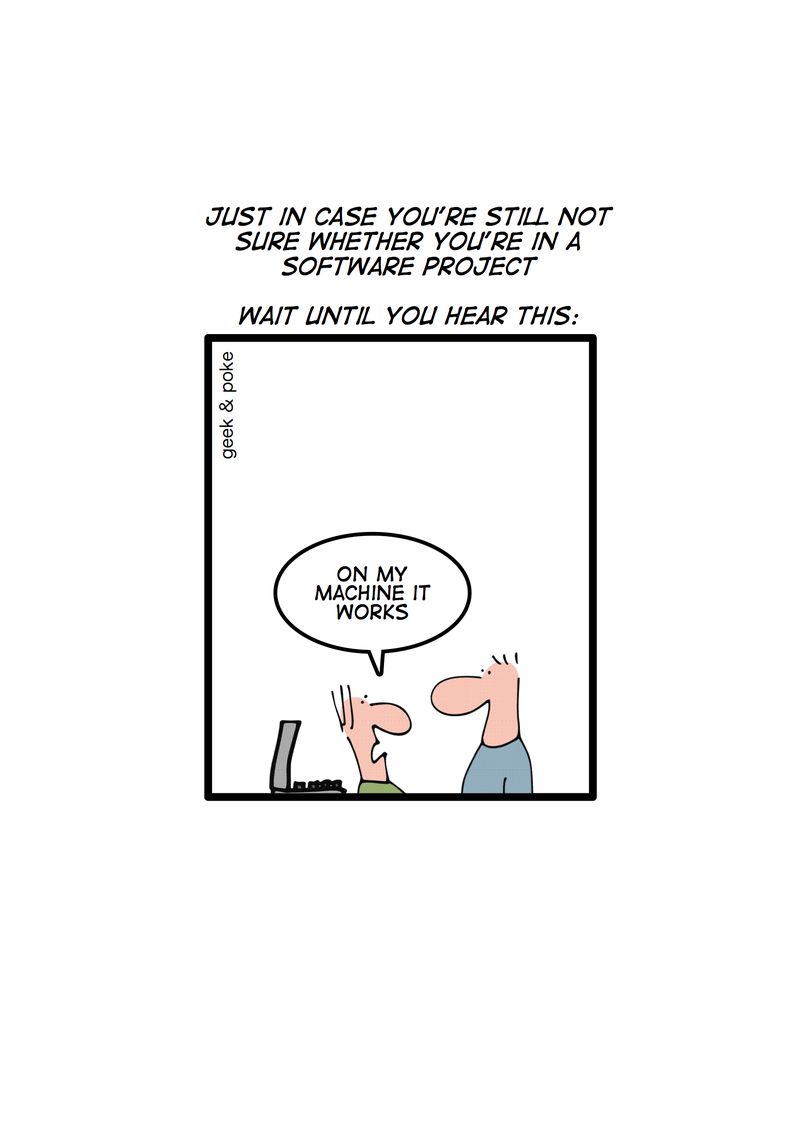 JUST IN CASE YOU'RE STILL NOT
SURE WHETHER YOU'RE IN A
SOFTWARE PROJECT
WAIT UNTIL YOU HEAR THIS:
geek & poke
ON MY
MACHINE IT
WORKS